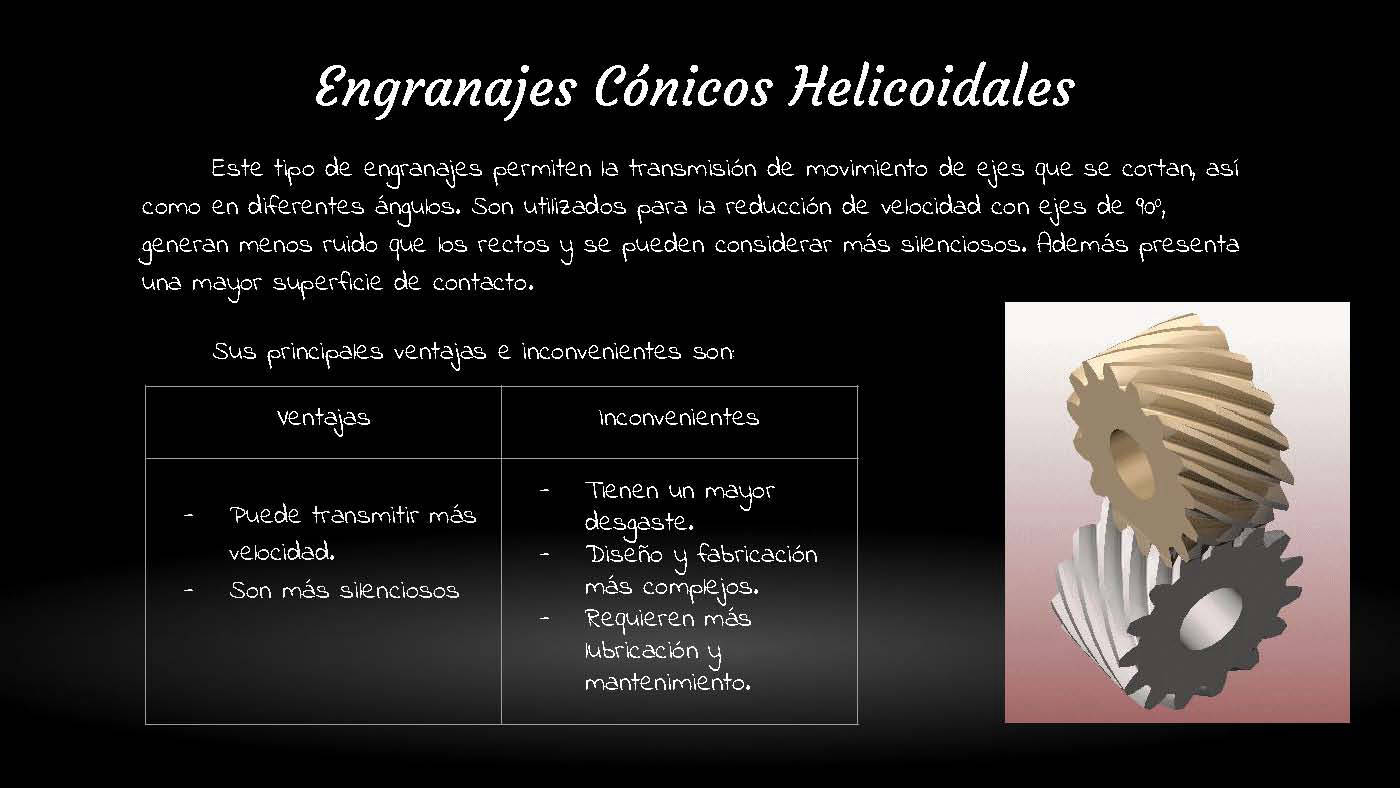 Engranajes Cónicos Helicoidales
Este tipo de engranajes permiten la transmisión de movimiento de ejes que se cortan, así
como en diferentes ángulos. Son utilizados para la reducción de velocidad con ejes de 90º,
generan menos ruido que los rectos y se pueden considerar más silenciosos. Además presenta
una mayor superficie de contacto.
Sus principales ventajas e inconvenientes son:
Ventajas
Inconvenientes
- Puede transmitir más
velocidad.
- Son más silenciosos
- Tienen un mayor
desgaste.
- Diseño y fabricación
más complejos.
- Requieren más
lubricación y
mantenimiento.